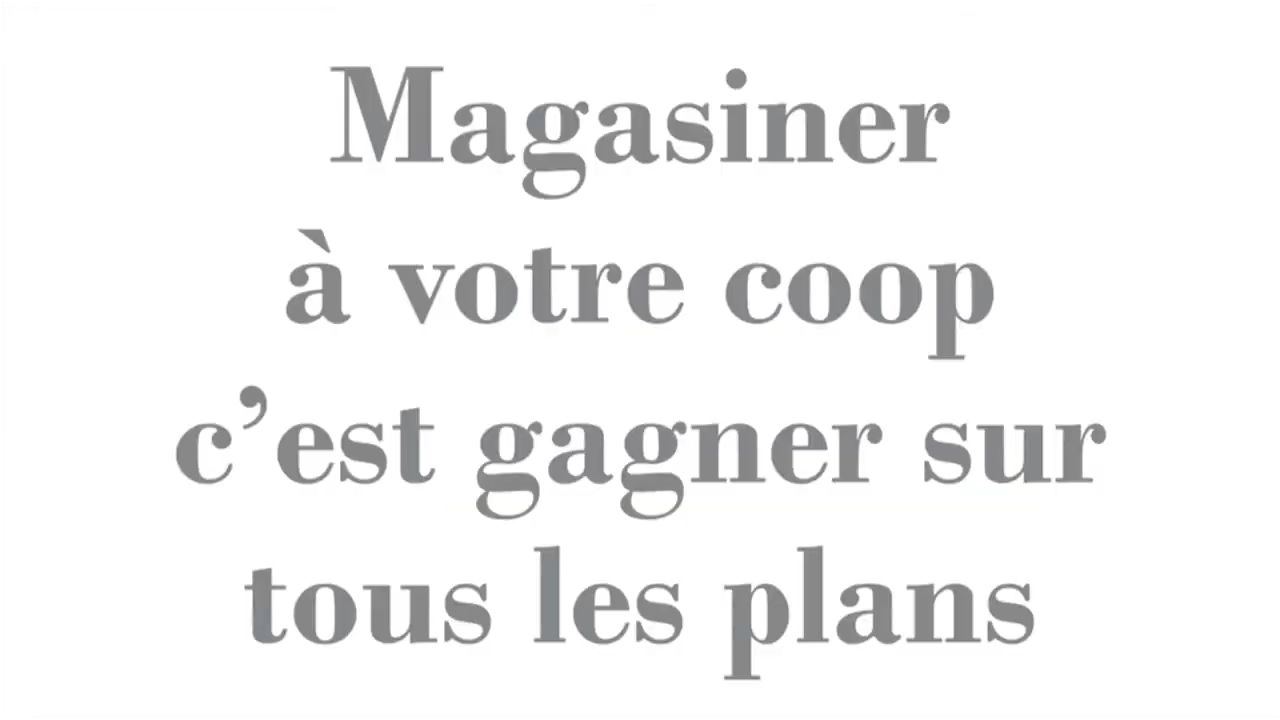 Magasiner
à votre coop
c’est gagner sur
tous les plans